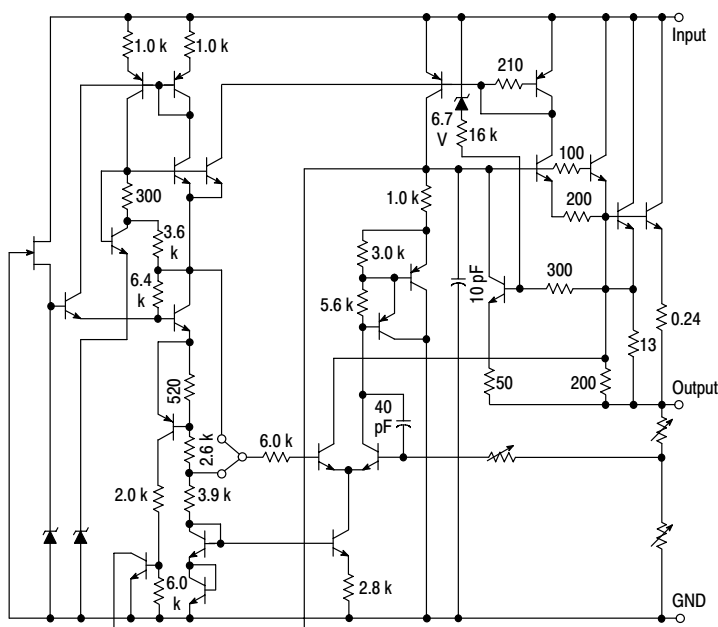 Input
1.0 k
1.0 k
210
6.7
V
16 k
100
300
1.0 k
200
3.6
k
3.0 k
6.4
k
10 pF
300
5.6 k
0.24
13
520
50
200
Output
40
pF
2.6 k
6.0 k
2.0 k
3.9 k
6.0
k
2.8 k
GND